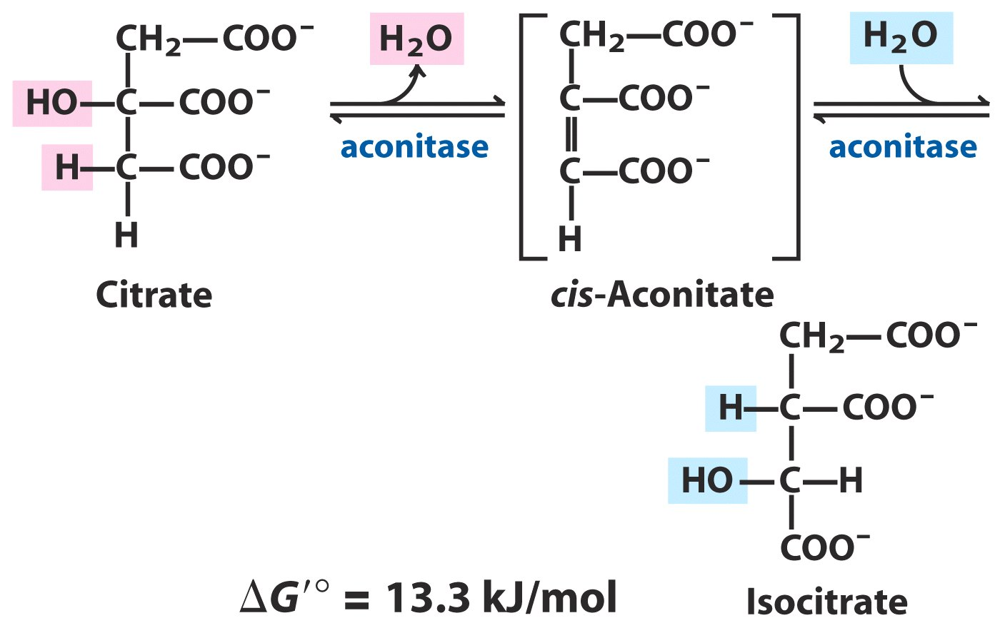 CH₂—COO⁻
HO—C—COO⁻
H—C—COO⁻
H
Citrate
H₂O
aconitase
CH₂—COO⁻
C—COO⁻
C—COO⁻
H
cis-Aconitate
H₂O
aconitase
CH₂—COO⁻
H—C—COO⁻
HO—C—H
COO⁻
Isocitrate
ΔG′° = 13.3 kJ/mol